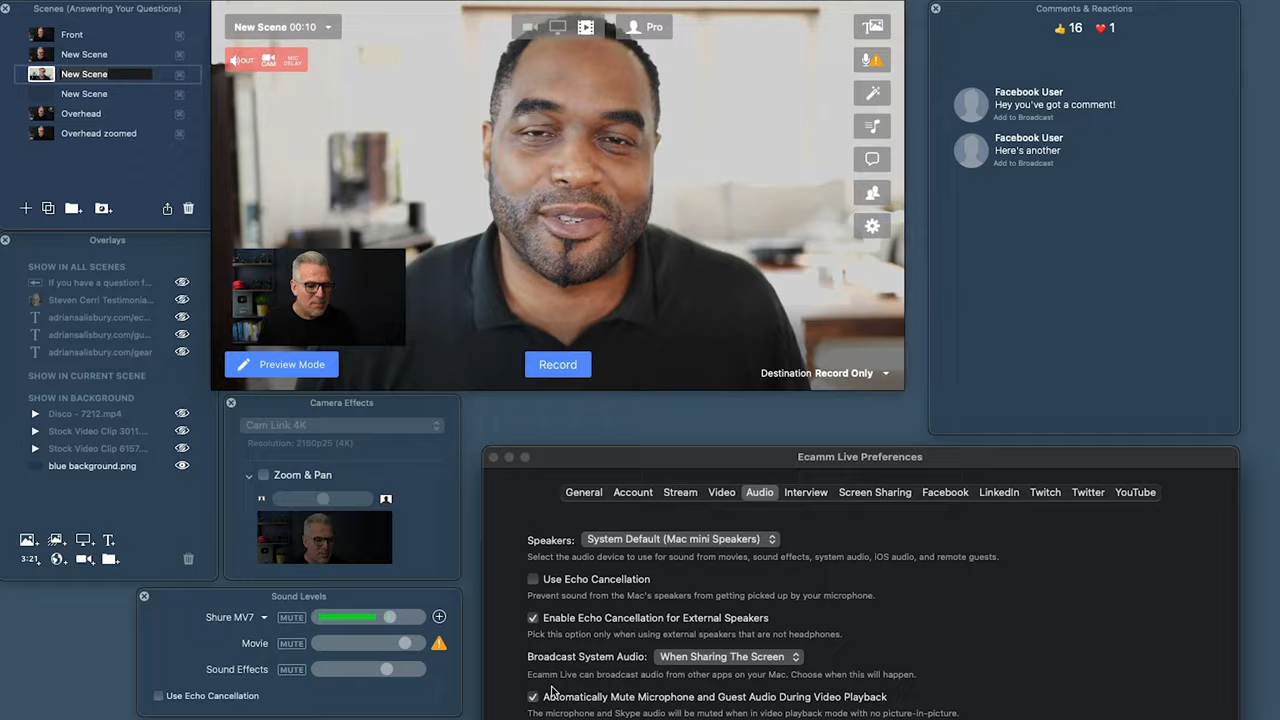 Scenes (Answering Your Questions)
Front
New Scene
New Scene
New Scene
Overhead
Overhead zoomed
Overlays
SHOW IN ALL SCENES
If you have a question f...
Steven Cerri Testimonia...
adriansalisbury.com/ec...
adriansalisbury.com/gu...
adriansalisbury.com/gear
SHOW IN CURRENT SCENE
SHOW IN BACKGROUND
Disco - 7212.mp4
Stock Video Clip 3011....
Stock Video Clip 6157....
blue background.png
3:21
New Scene 00:10
Pro
OUT
CAM
MIC DELAY
Preview Mode
Record
Destination Record Only
Comments & Reactions
16 1
Facebook User
Hey you've got a comment!
Add to Broadcast
Facebook User
Here's another
Add to Broadcast
Camera Effects
Cam Link 4K
Resolution: 2160p25 (4K)
Zoom & Pan
Sound Levels
Shure MV7 MUTE
Movie MUTE
Sound Effects MUTE
Use Echo Cancellation
Ecamm Live Preferences
General Account Stream Video Audio Interview Screen Sharing Facebook LinkedIn Twitch Twitter YouTube
Speakers: System Default (Mac mini Speakers)
Select the audio device to use for sound from movies, sound effects, system audio, iOS audio, and remote guests.
Use Echo Cancellation
Prevent sound from the Mac's speakers from getting picked up by your microphone.
Enable Echo Cancellation for External Speakers
Pick this option only when using external speakers that are not headphones.
Broadcast System Audio: When Sharing The Screen
Ecamm Live can broadcast audio from other apps on your Mac. Choose when this will happen.
Automatically Mute Microphone and Guest Audio During Video Playback
The microphone and Skype audio will be muted when in video playback mode with no picture-in-picture.